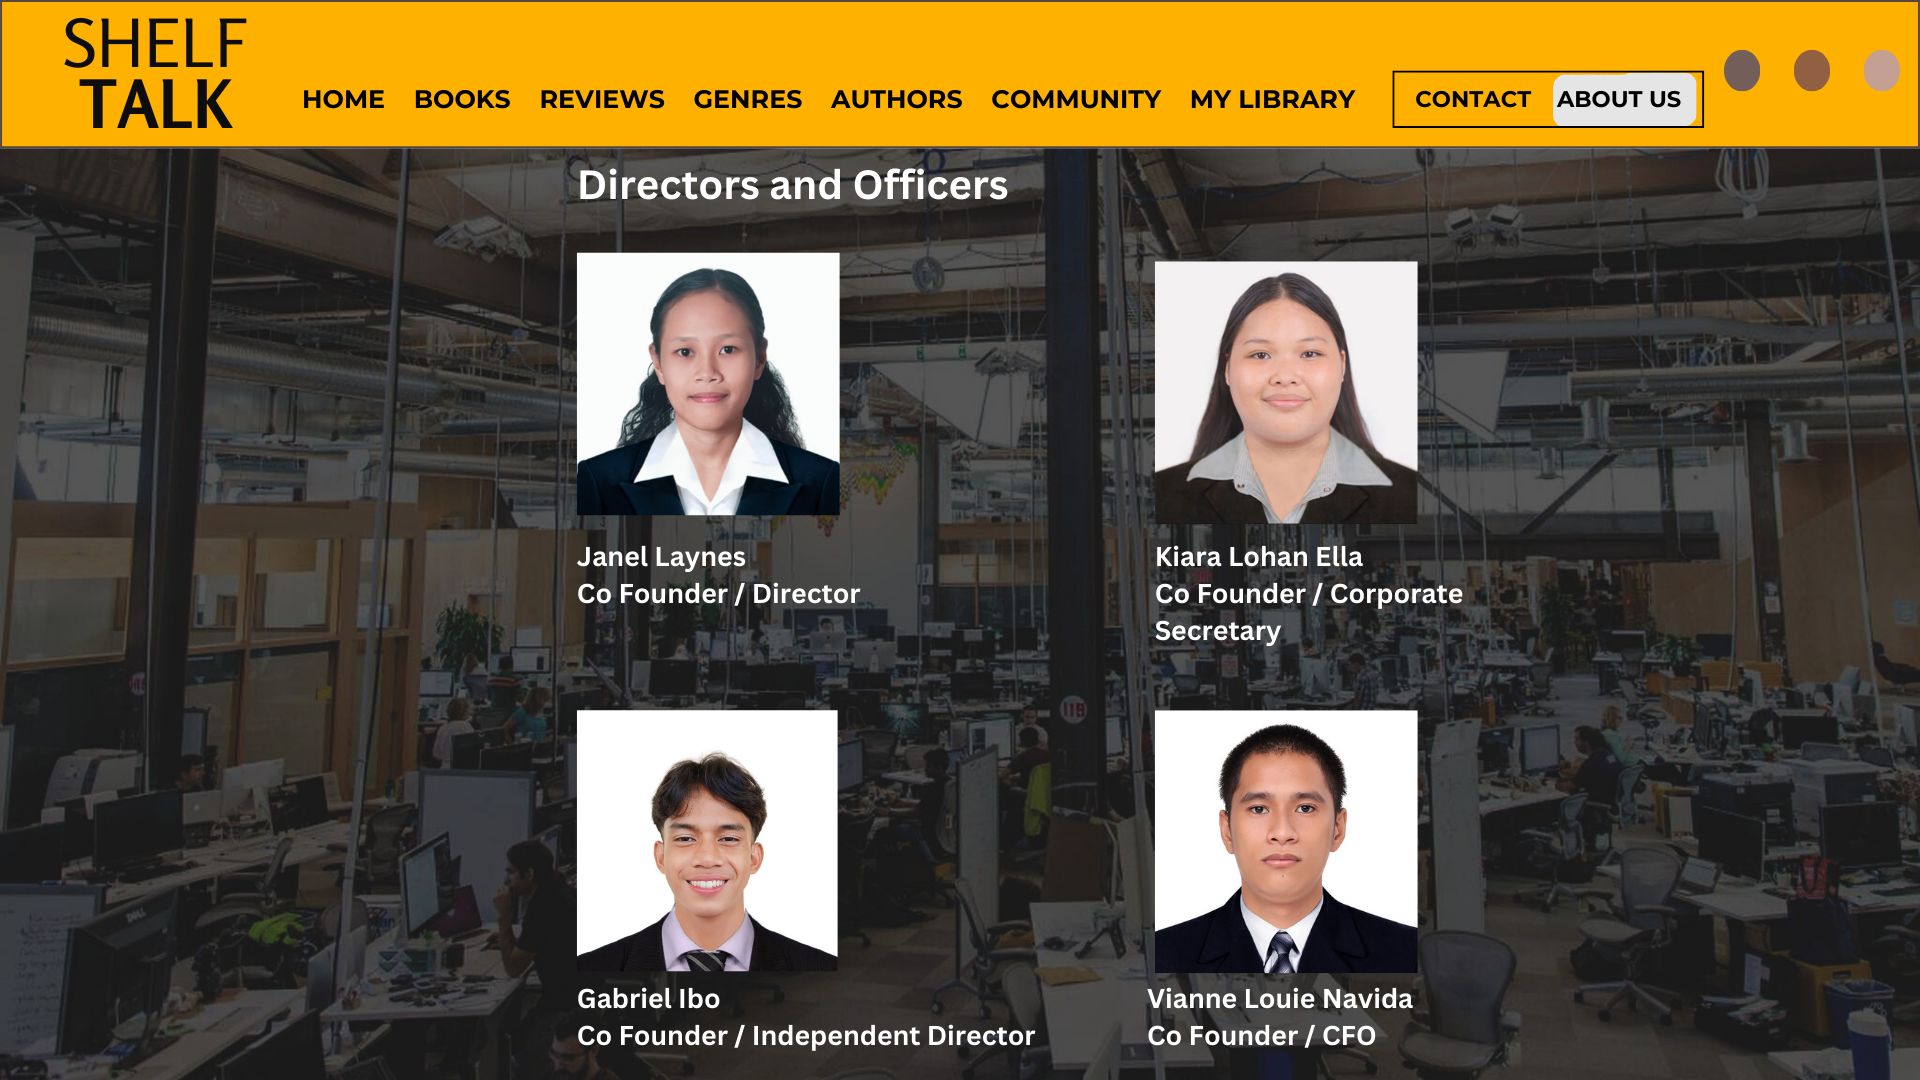 SHELF
TALK
HOME BOOKS REVIEWS GENRES AUTHORS COMMUNITY MY LIBRARY CONTACT ABOUT US
Directors and Officers
Janel Laynes
Co Founder / Director
Kiara Lohan Ella
Co Founder / Corporate
Secretary
118
DELL
Gabriel Ibo
Co Founder / Independent Director
Vianne Louie Navida
Co Founder / CFO